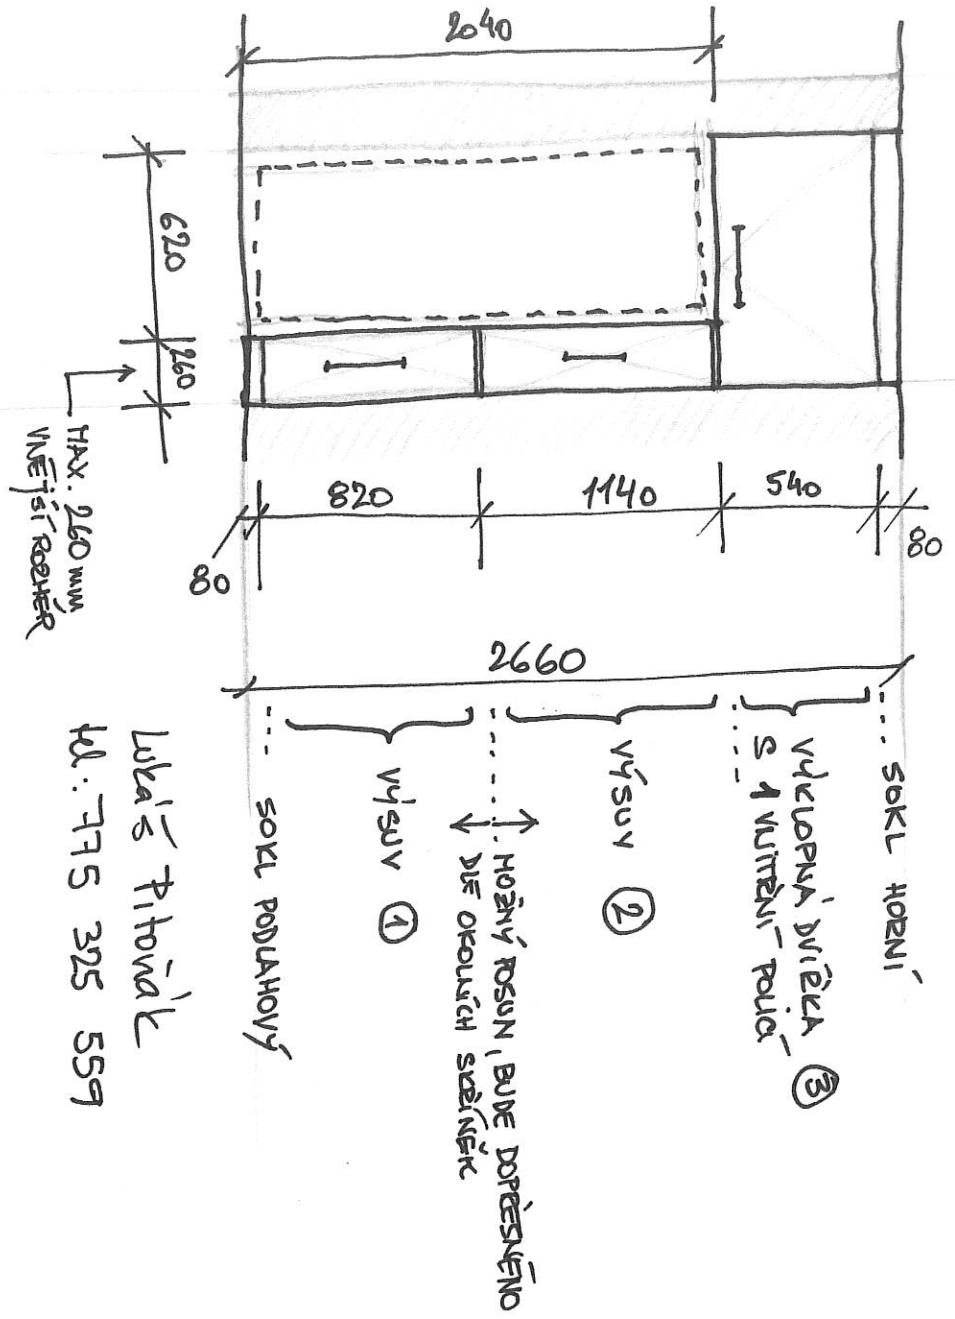 2040
620
260
MAX. 260 mm
VNĚJŠÍ ROZMĚR
80
540
1140
820
80
2660
SOKL HORNÍ
VÝKLOPNÁ DVÍŘKA ③
S 1 VNITŘNÍ POLICÍ
VÝSUV ②
MOŽNÝ POSUN, BUDE DOPŘESNĚNO
DLE OKOLNÍCH SKŘÍNĚK
VÝSUV ①
SOKL PODLAHOVÝ
Lukáš Pitoňák
tel.: 775 325 559